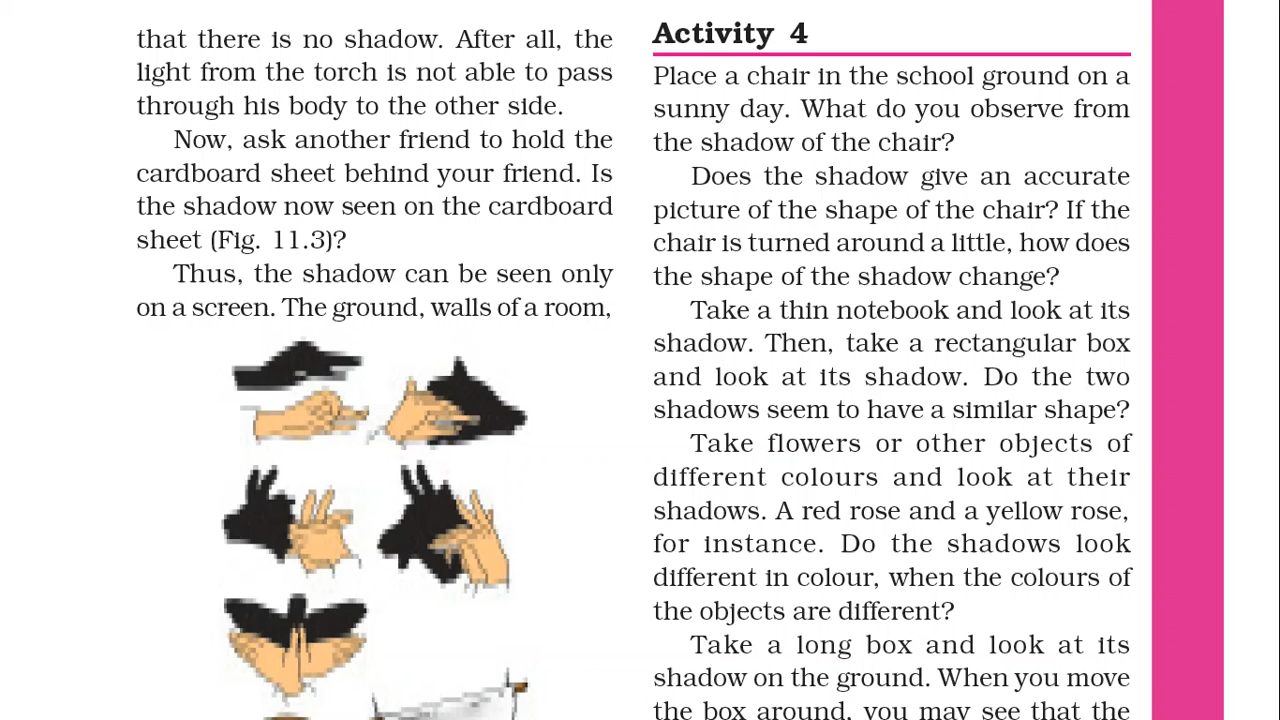 that there is no shadow. After all, the
light from the torch is not able to pass
through his body to the other side.
Now, ask another friend to hold the
cardboard sheet behind your friend. Is
the shadow now seen on the cardboard
sheet (Fig. 11.3)?
Thus, the shadow can be seen only
on a screen. The ground, walls of a room,
Activity 4
Place a chair in the school ground on a
sunny day. What do you observe from
the shadow of the chair?
Does the shadow give an accurate
picture of the shape of the chair? If the
chair is turned around a little, how does
the shape of the shadow change?
Take a thin notebook and look at its
shadow. Then, take a rectangular box
and look at its shadow. Do the two
shadows seem to have a similar shape?
Take flowers or other objects of
different colours and look at their
shadows. A red rose and a yellow rose,
for instance. Do the shadows look
different in colour, when the colours of
the objects are different?
Take a long box and look at its
shadow on the ground. When you move
the box around, you may see that the